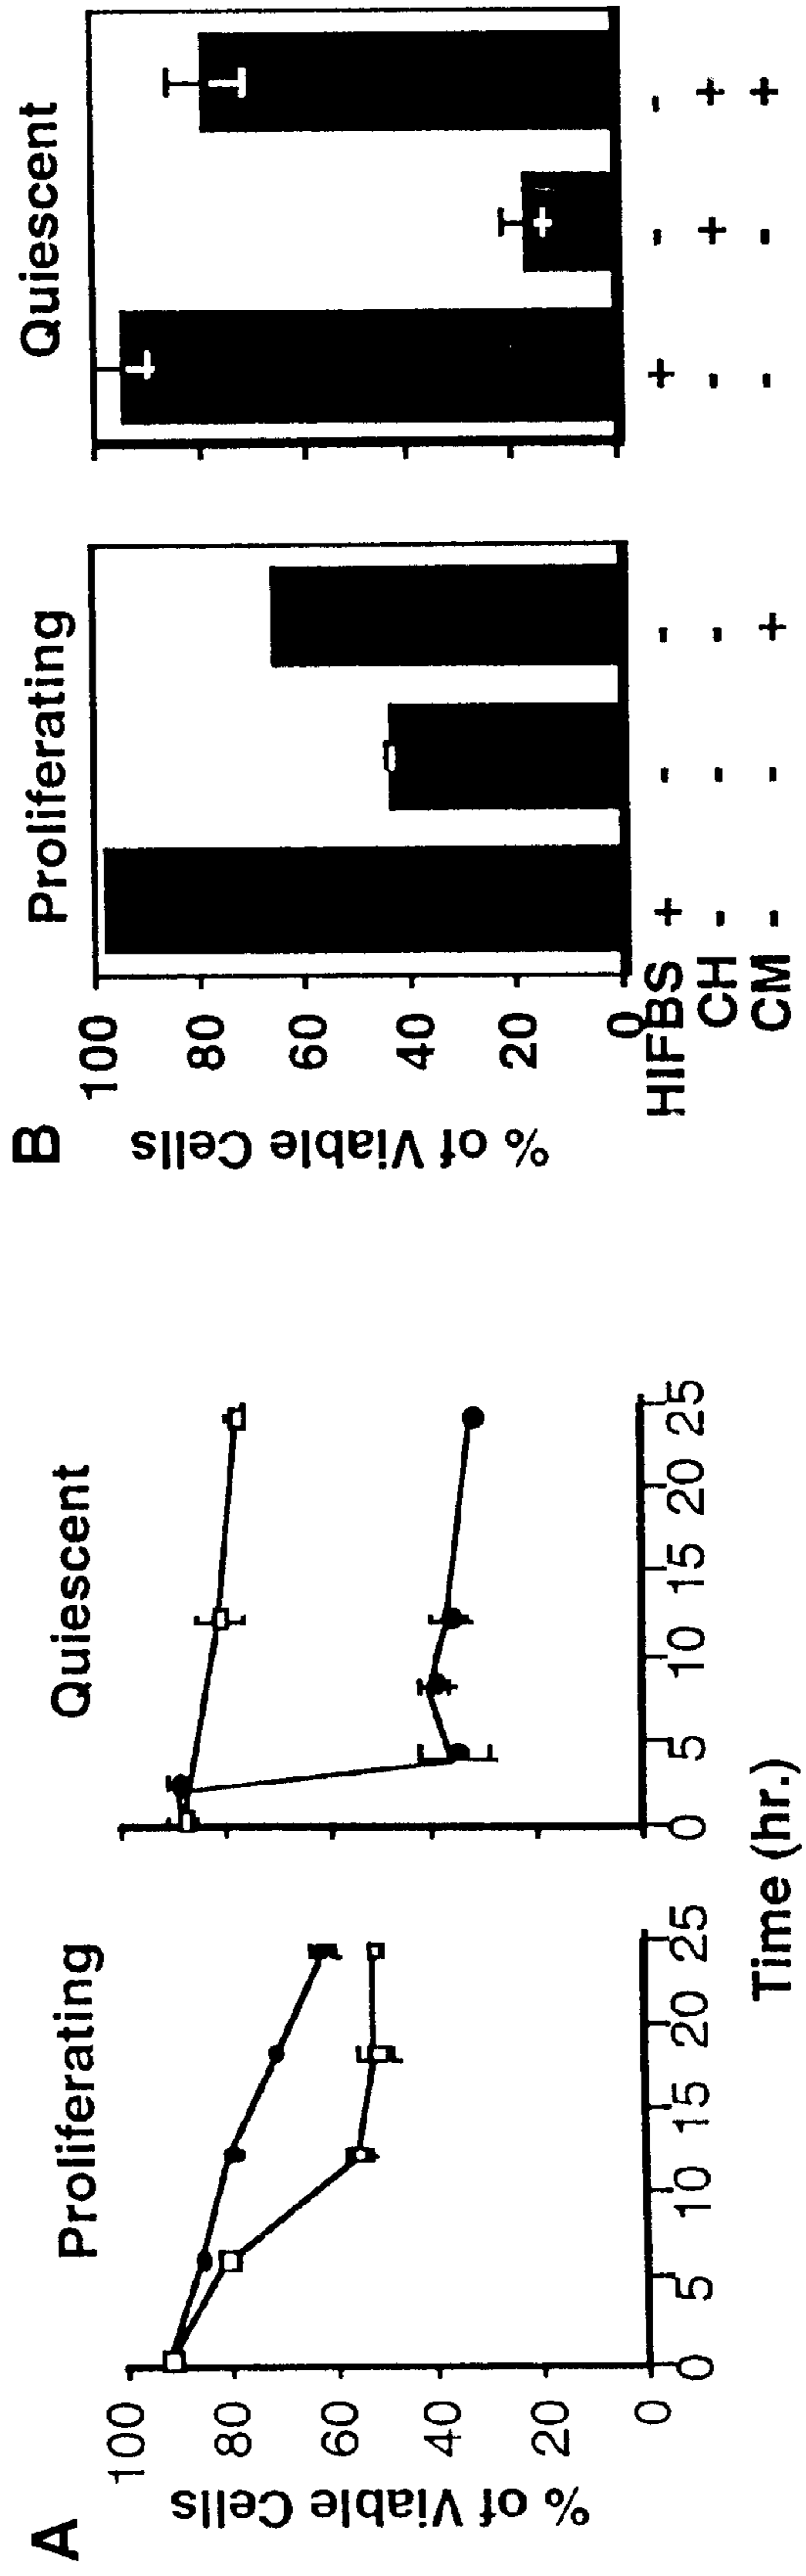 A
Proliferating
Quiescent
% of Viable Cells
100
80
60
40
20
0
0 5 10 15 20 25
0 5 10 15 20 25
Time (hr.)
B
Proliferating
Quiescent
% of Viable Cells
100
80
60
40
20
0
HIFBS + - - + - -
CH - - - - + +
CM - - + - - +